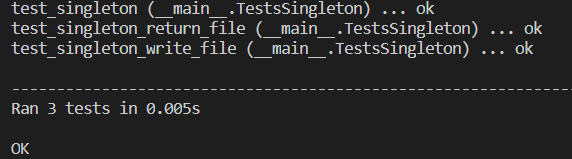 test_singleton (__main__.TestsSingleton) ... ok
test_singleton_return_file (__main__.TestsSingleton) ... ok
test_singleton_write_file (__main__.TestsSingleton) ... ok
----------------------------------------------------------------------
Ran 3 tests in 0.005s
OK